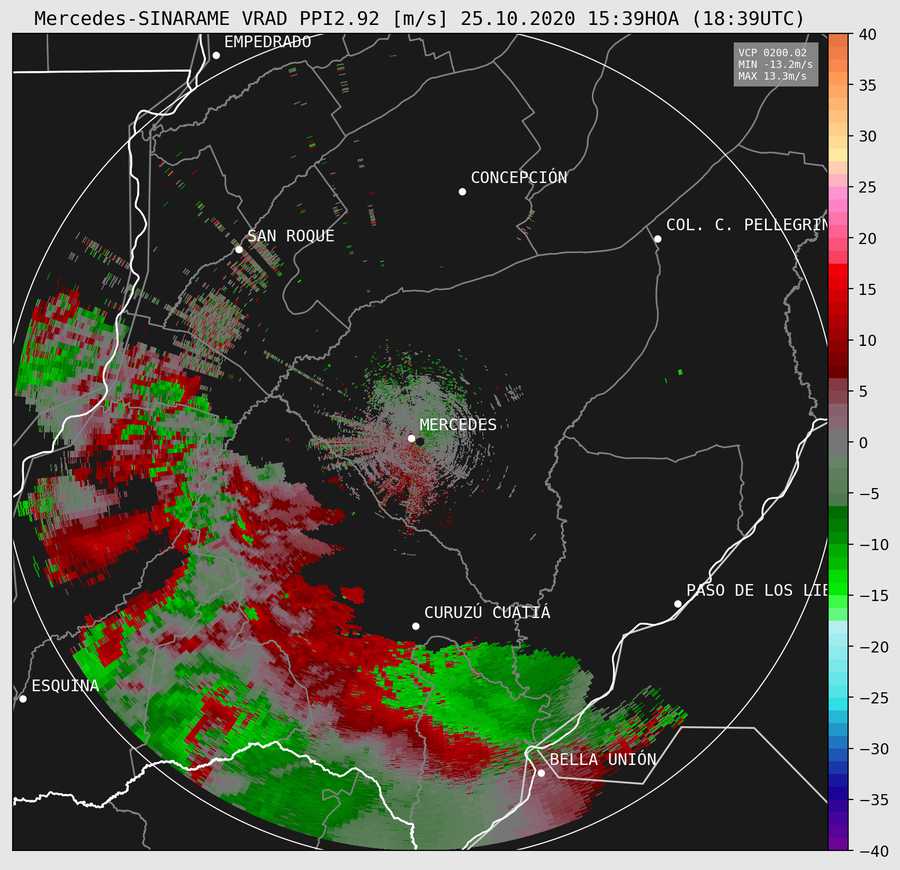 Mercedes-SINARAME VRAD PPI2.92 [m/s] 25.10.2020 15:39HOA (18:39UTC)
VCP 0200.02
MIN -13.2m/s
MAX 13.3m/s
EMPEDRADO
CONCEPCIÓN
COL. C. PELLEGRIN
SAN ROQUE
MERCEDES
PASO DE LOS LIE
CURUZÚ CUATIÁ
ESQUINA
BELLA UNIÓN
40
35
30
25
20
15
10
5
0
−5
−10
−15
−20
−25
−30
−35
−40